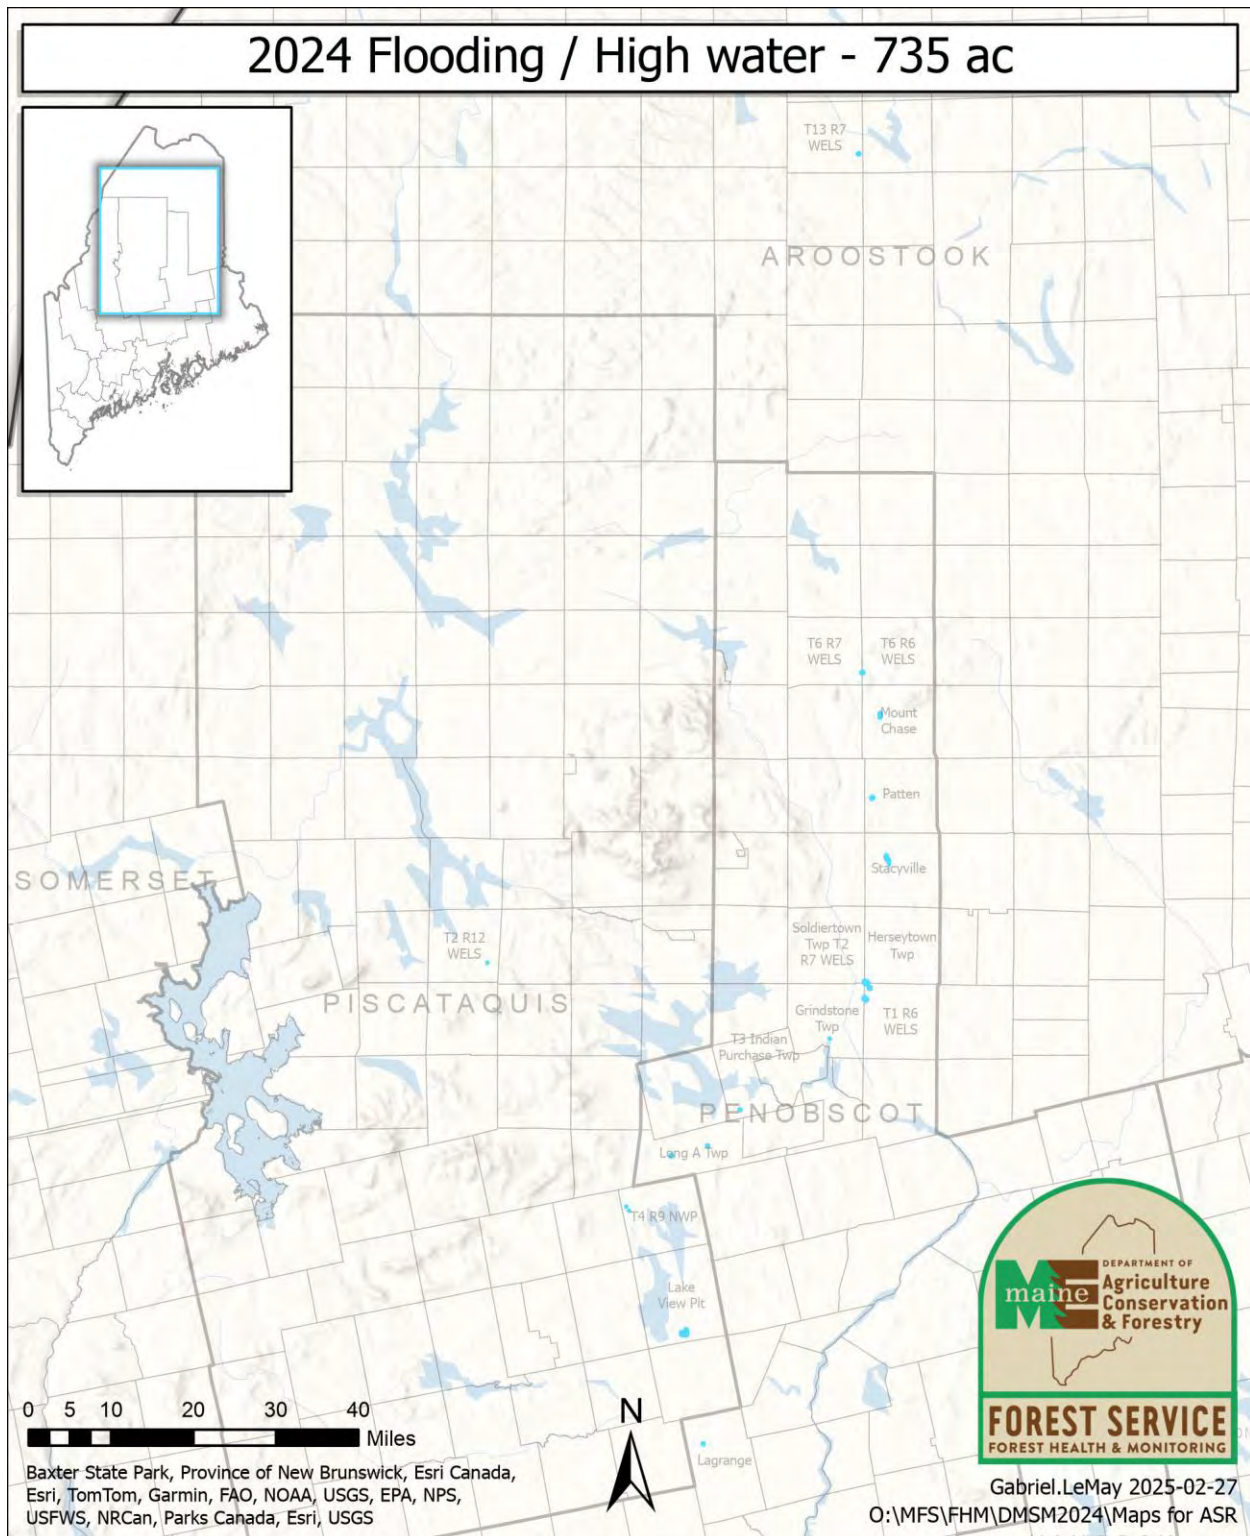 2024 Flooding / High water - 735 ac
T13 R7
WELS
AROOSTOOK
T6 R7
WELS
T6 R6
WELS
Mount
Chase
Patten
Stacyville
SOMERSET
Soldiertown
Twp T2
R7 WELS
Herseytown
Twp
T2 R12
WELS
PISCATAQUIS
Grindstone
Twp
T1 R6
WELS
T3 Indian
Purchase Twp
PENOBSCOT
Long A Twp
T4 R9 NWP
Lake
View Plt
Lagrange
0 5 10 20 30 40
Miles
N
Baxter State Park, Province of New Brunswick, Esri Canada,
Esri, TomTom, Garmin, FAO, NOAA, USGS, EPA, NPS,
USFWS, NRCan, Parks Canada, Esri, USGS
maine
DEPARTMENT OF
Agriculture
Conservation
& Forestry
FOREST SERVICE
FOREST HEALTH & MONITORING
Gabriel.LeMay 2025-02-27
O:\MFS\FHM\DMSM2024\Maps for ASR